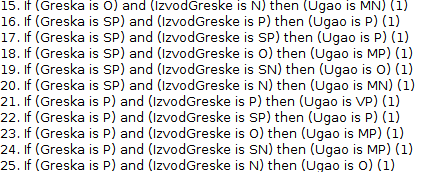 15. If (Greska is O) and (IzvodGreske is N) then (Ugao is MN) (1)
16. If (Greska is SP) and (IzvodGreske is P) then (Ugao is P) (1)
17. If (Greska is SP) and (IzvodGreske is SP) then (Ugao is P) (1)
18. If (Greska is SP) and (IzvodGreske is O) then (Ugao is MP) (1)
19. If (Greska is SP) and (IzvodGreske is SN) then (Ugao is O) (1)
20. If (Greska is SP) and (IzvodGreske is N) then (Ugao is MN) (1)
21. If (Greska is P) and (IzvodGreske is P) then (Ugao is VP) (1)
22. If (Greska is P) and (IzvodGreske is SP) then (Ugao is P) (1)
23. If (Greska is P) and (IzvodGreske is O) then (Ugao is MP) (1)
24. If (Greska is P) and (IzvodGreske is SN) then (Ugao is MP) (1)
25. If (Greska is P) and (IzvodGreske is N) then (Ugao is O) (1)